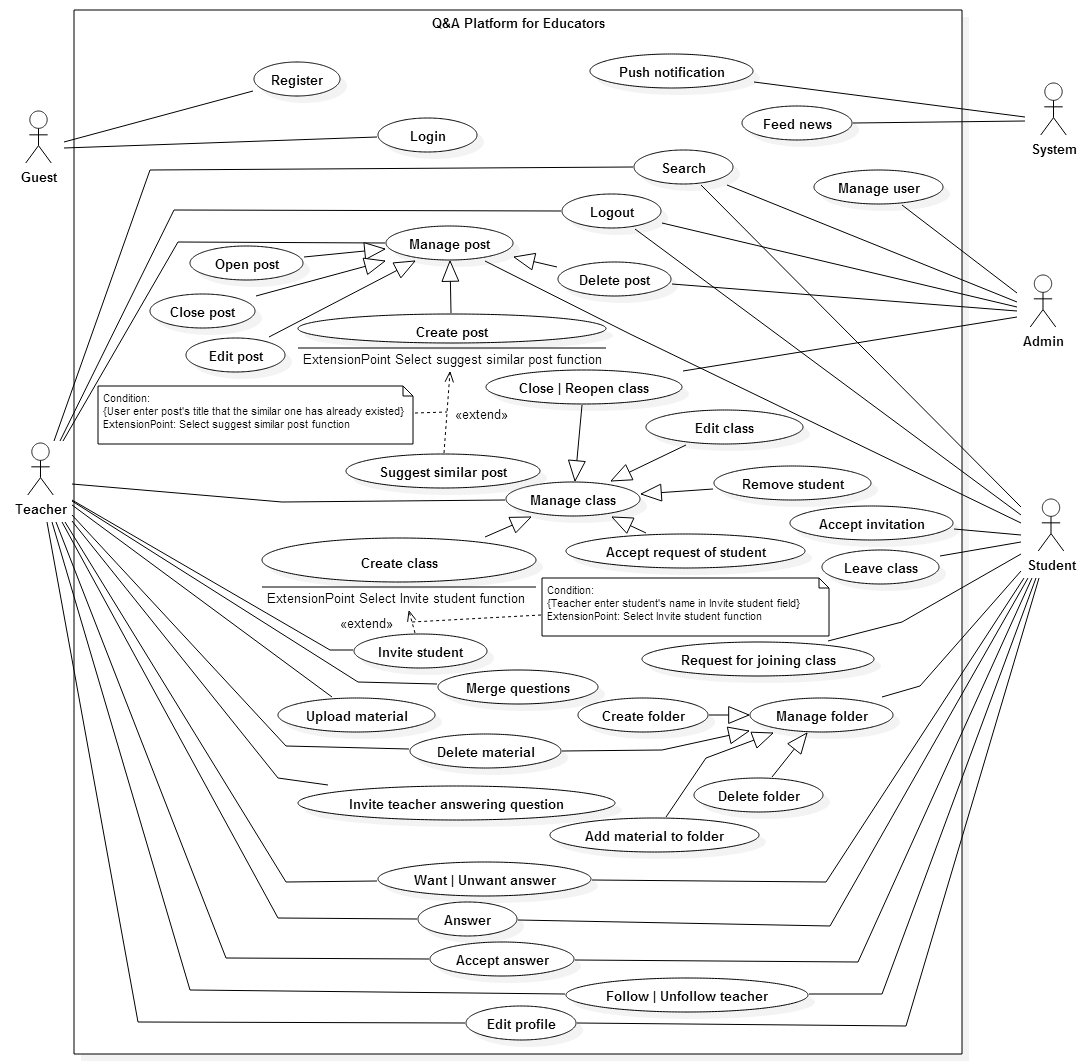 Q&A Platform for Educators
Push notification
Register
Feed news
Login
System
Guest
Search
Manage user
Logout
Manage post
Open post
Delete post
Close post
Create post
Admin
Edit post
ExtensionPoint Select suggest similar post function
Close | Reopen class
Condition:
{User enter post's title that the similar one has already existed}
ExtensionPoint: Select suggest similar post function
«extend»
Edit class
Suggest similar post
Remove student
Manage class
Teacher
Accept invitation
Accept request of student
Create class
Leave class
Student
ExtensionPoint Select Invite student function
Condition:
{Teacher enter student's name in Invite student field}
ExtensionPoint: Select Invite student function
«extend»
Invite student
Request for joining class
Merge questions
Upload material
Create folder
Manage folder
Delete material
Delete folder
Invite teacher answering question
Add material to folder
Want | Unwant answer
Answer
Accept answer
Follow | Unfollow teacher
Edit profile